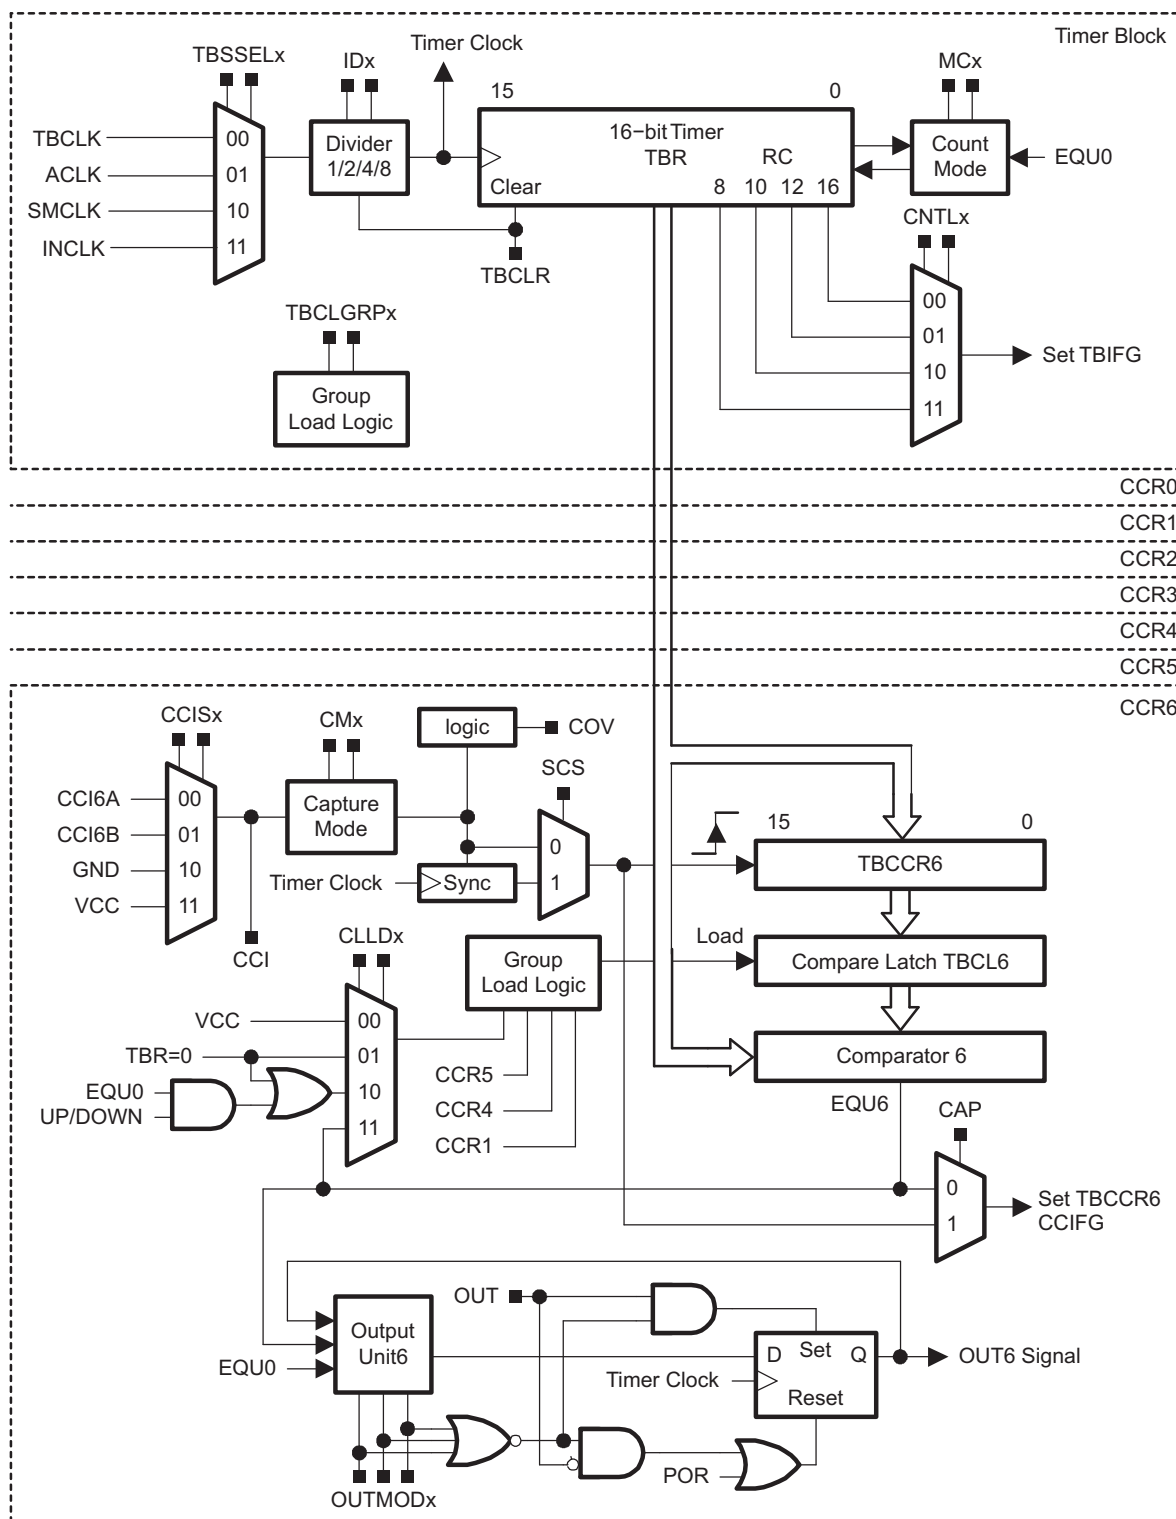 Timer Block
TBSSELx
IDx
Timer Clock
MCx
15
0
TBCLK
ACLK
SMCLK
INCLK
00
01
10
11
Divider
1/2/4/8
16−bit Timer
TBR
RC
Clear
8
10
12
16
Count
Mode
EQU0
TBCLR
CNTLx
00
01
10
11
Set TBIFG
TBCLGRPx
Group
Load Logic
CCR0
CCR1
CCR2
CCR3
CCR4
CCR5
CCR6
CCISx
CMx
logic
COV
SCS
CCI6A
CCI6B
GND
VCC
00
01
10
11
Capture
Mode
0
1
15
0
TBCCR6
Timer Clock
Sync
CCI
CLLDx
Group
Load Logic
Load
Compare Latch TBCL6
VCC
TBR=0
EQU0
UP/DOWN
00
01
10
11
Comparator 6
CCR5
CCR4
CCR1
EQU6
CAP
0
1
Set TBCCR6
CCIFG
OUT
Output
Unit6
EQU0
D
Set
Q
Timer Clock
Reset
OUT6 Signal
POR
OUTMODx